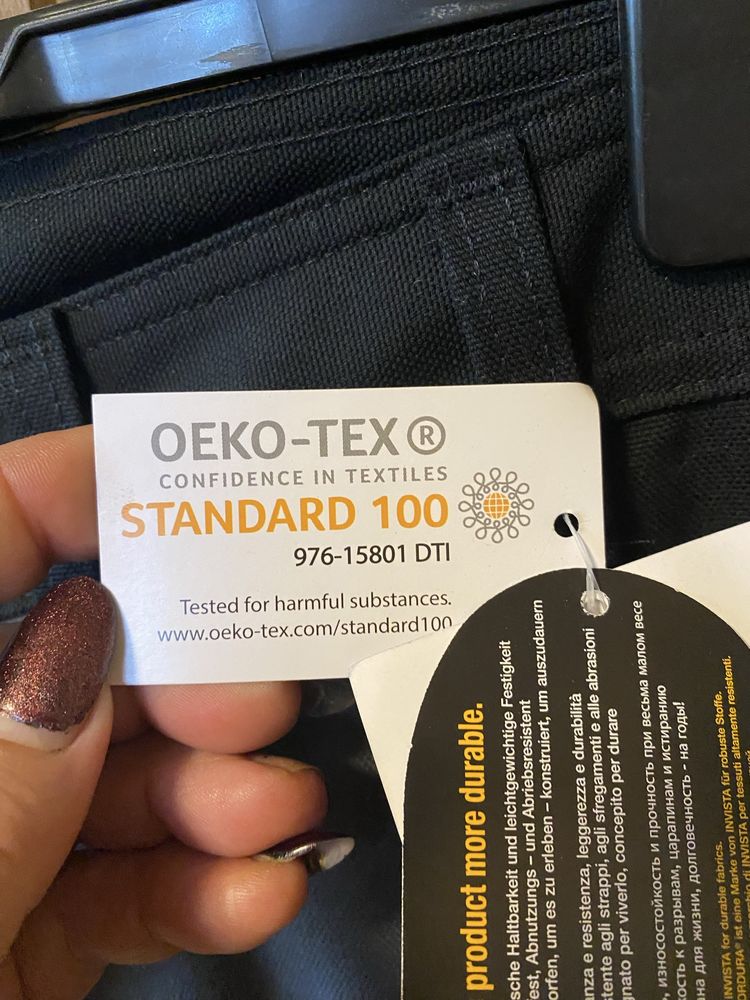 OEKO-TEX®
CONFIDENCE IN TEXTILES
STANDARD 100
976-15801 DTI
Tested for harmful substances.
www.oeko-tex.com/standard100
product more durable.
sche Haltbarkeit und leichtgewichtige Festigkeit
est, Abnutzungs – und Abriebsresistent
orfen, um es zu erleben – konstruiert, um auszudauern
nza e resistenza, leggerezza e durabilità
stente agli strappi, agli sfregamenti e alle abrasioni
nato per viverlo, concepito per durare
, износостойкость и прочность при весьма малом весе
ость к разрывам, царапинам и истиранию
на для жизни, долговечность - на годы!
INVISTA for durable fabrics.
RDURA® ist eine Marke von INVISTA für robuste Stoffe.
di INVISTA per tessuti altamente resistenti.